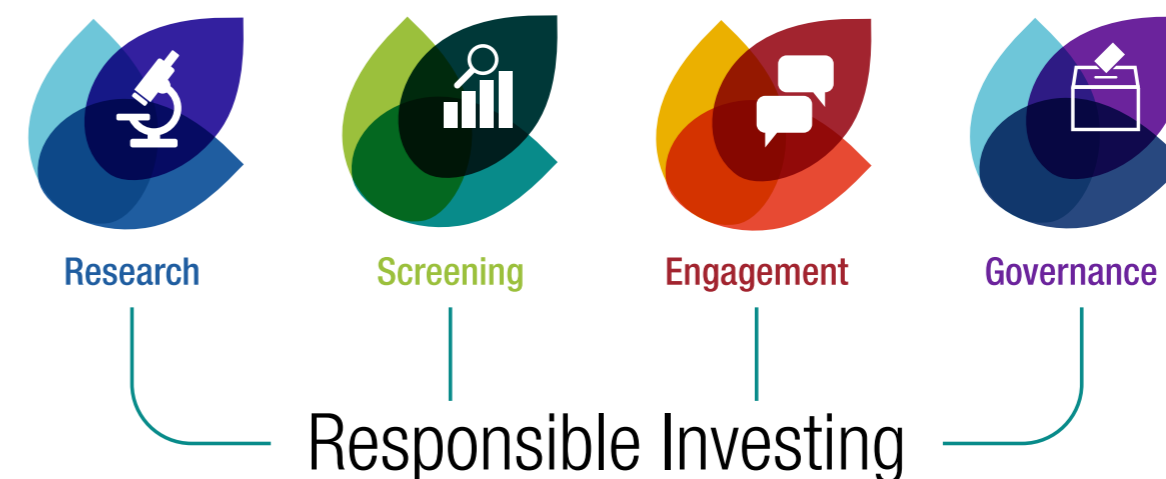 Research
Screening
Engagement
Governance
Responsible Investing